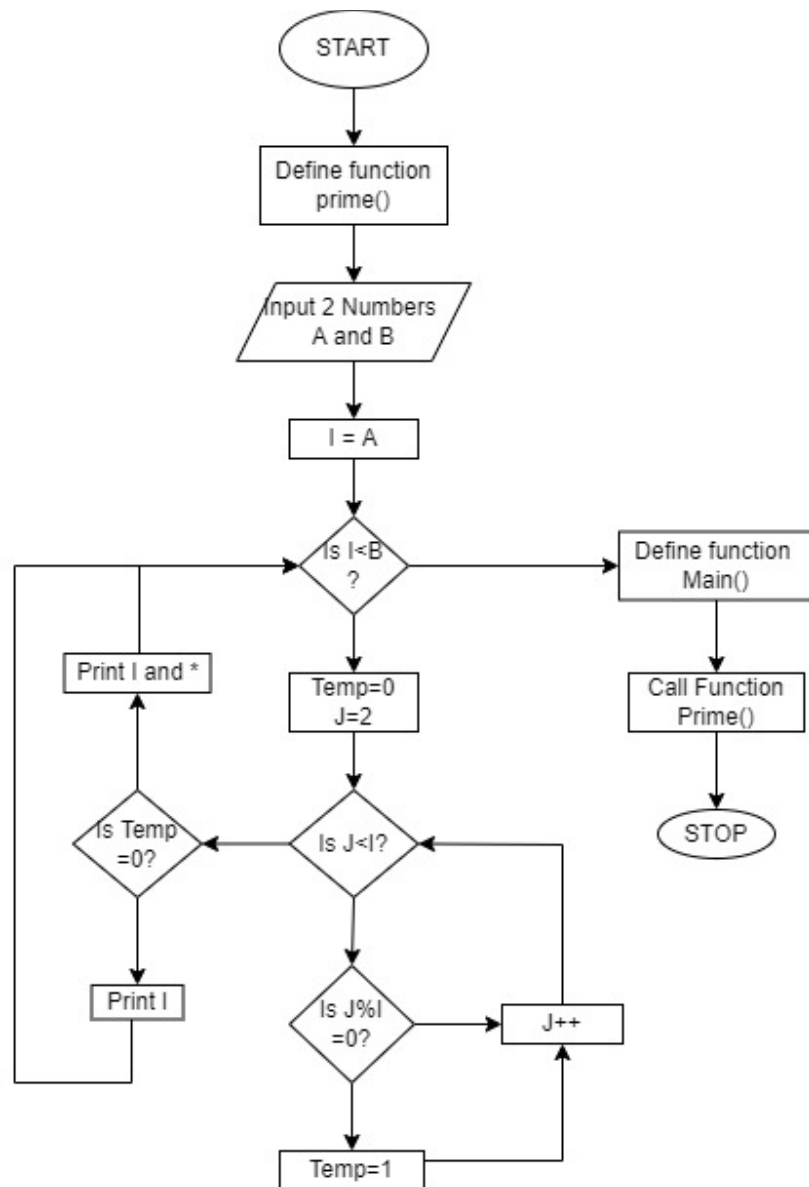 START
Define function
prime()
Input 2 Numbers
A and B
I = A
Is I<B
?
Define function
Main()
Print I and *
Temp=0
J=2
Call Function
Prime()
Is Temp
=0?
Is J<I?
STOP
Print I
Is J%I
=0?
J++
Temp=1